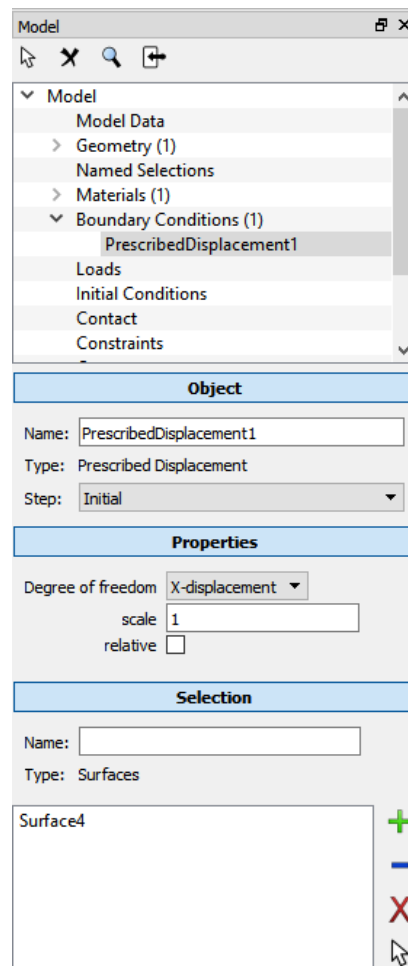 Model
Model
Model Data
Geometry (1)
Named Selections
Materials (1)
Boundary Conditions (1)
PrescribedDisplacement1
Loads
Initial Conditions
Contact
Constraints
Object
Name: PrescribedDisplacement1
Type: Prescribed Displacement
Step: Initial
Properties
Degree of freedom X-displacement
scale 1
relative
Selection
Name:
Type: Surfaces
Surface4